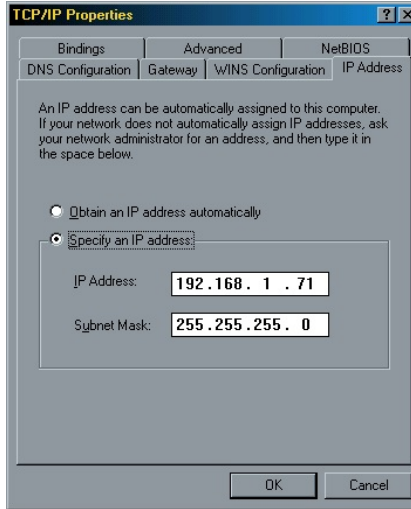 TCP/IP Properties
Bindings Advanced NetBIOS
DNS Configuration Gateway WINS Configuration IP Address
An IP address can be automatically assigned to this computer.
If your network does not automatically assign IP addresses, ask
your network administrator for an address, and then type it in
the space below.
Obtain an IP address automatically
Specify an IP address:
IP Address: 192.168. 1 .71
Subnet Mask: 255.255.255. 0
OK Cancel